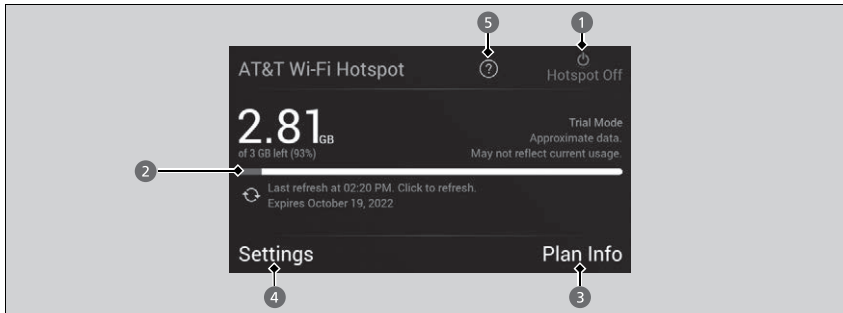 5
1
AT&T Wi-Fi Hotspot
?
Hotspot Off
2.81GB
of 3 GB left (93%)
Trial Mode
Approximate data.
May not reflect current usage.
2
Last refresh at 02:20 PM. Click to refresh.
Expires October 19, 2022
Settings
Plan Info
4
3